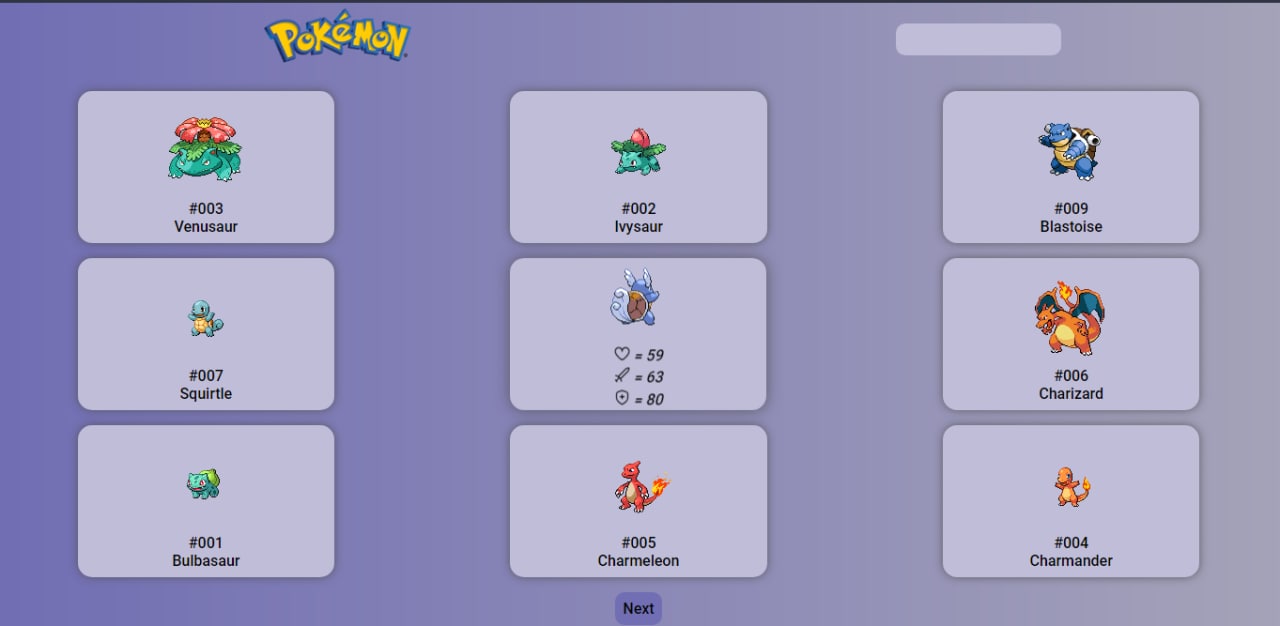 POKéMON
#003
Venusaur
#002
Ivysaur
#009
Blastoise
#007
Squirtle
= 59
= 63
= 80
#006
Charizard
#001
Bulbasaur
#005
Charmeleon
#004
Charmander
Next